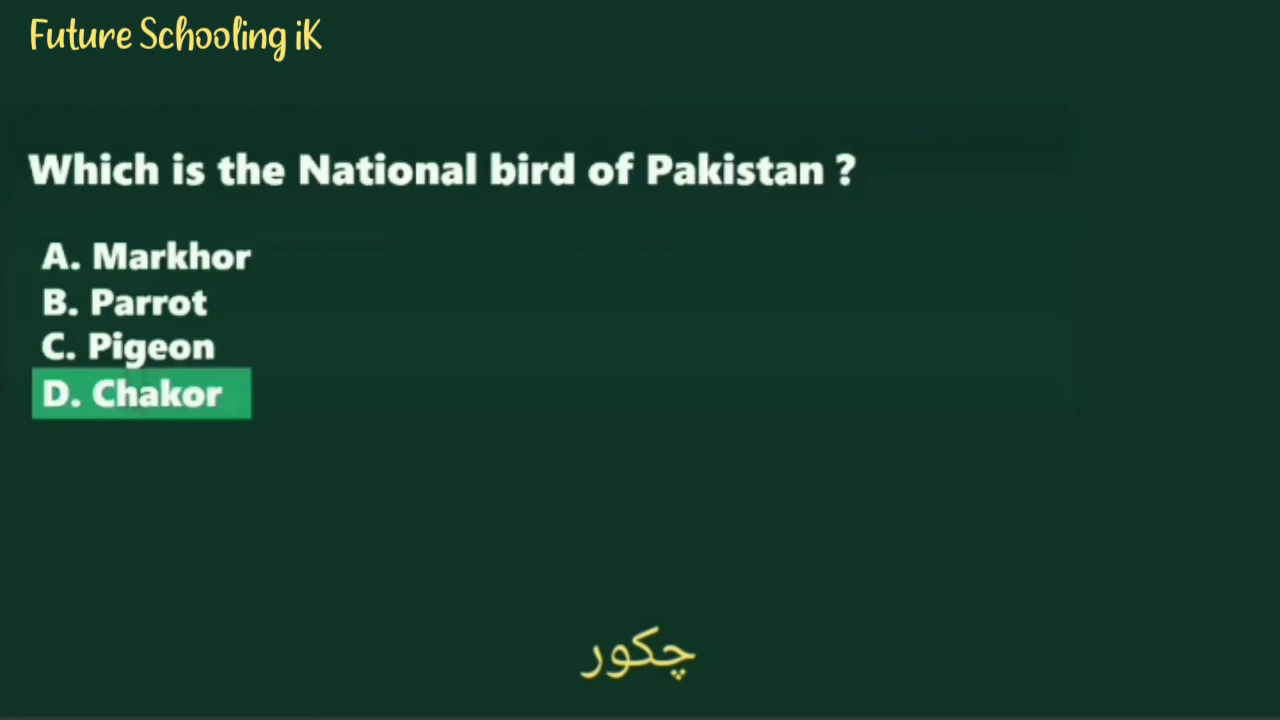 Future Schooling iK
Which is the National bird of Pakistan ?
A. Markhor
B. Parrot
C. Pigeon
D. Chakor
چکور